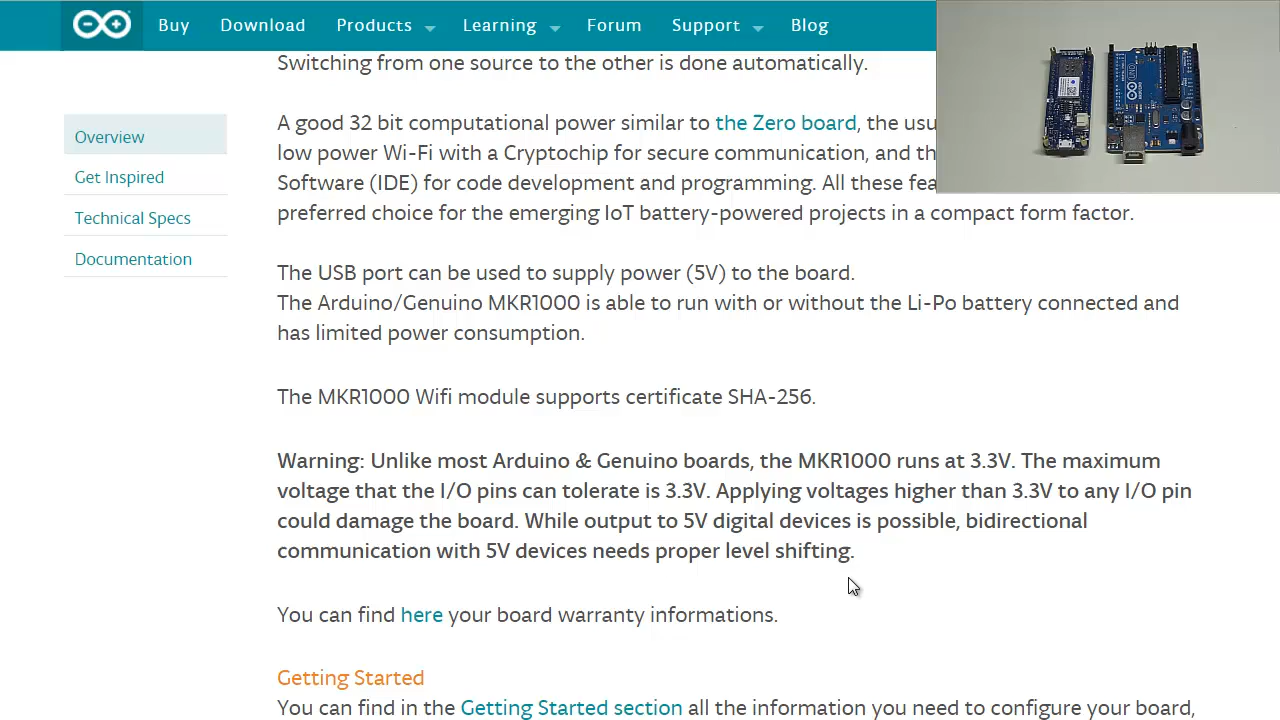 Buy Download Products Learning Forum Support Blog
Switching from one source to the other is done automatically.
Overview
Get Inspired
Technical Specs
Documentation
A good 32 bit computational power similar to the Zero board, the usu
low power Wi-Fi with a Cryptochip for secure communication, and th
Software (IDE) for code development and programming. All these fea
preferred choice for the emerging IoT battery-powered projects in a compact form factor.
The USB port can be used to supply power (5V) to the board.
The Arduino/Genuino MKR1000 is able to run with or without the Li-Po battery connected and
has limited power consumption.
The MKR1000 Wifi module supports certificate SHA-256.
Warning: Unlike most Arduino & Genuino boards, the MKR1000 runs at 3.3V. The maximum
voltage that the I/O pins can tolerate is 3.3V. Applying voltages higher than 3.3V to any I/O pin
could damage the board. While output to 5V digital devices is possible, bidirectional
communication with 5V devices needs proper level shifting.
You can find here your board warranty informations.
Getting Started
You can find in the Getting Started section all the information you need to configure your board,
UNO